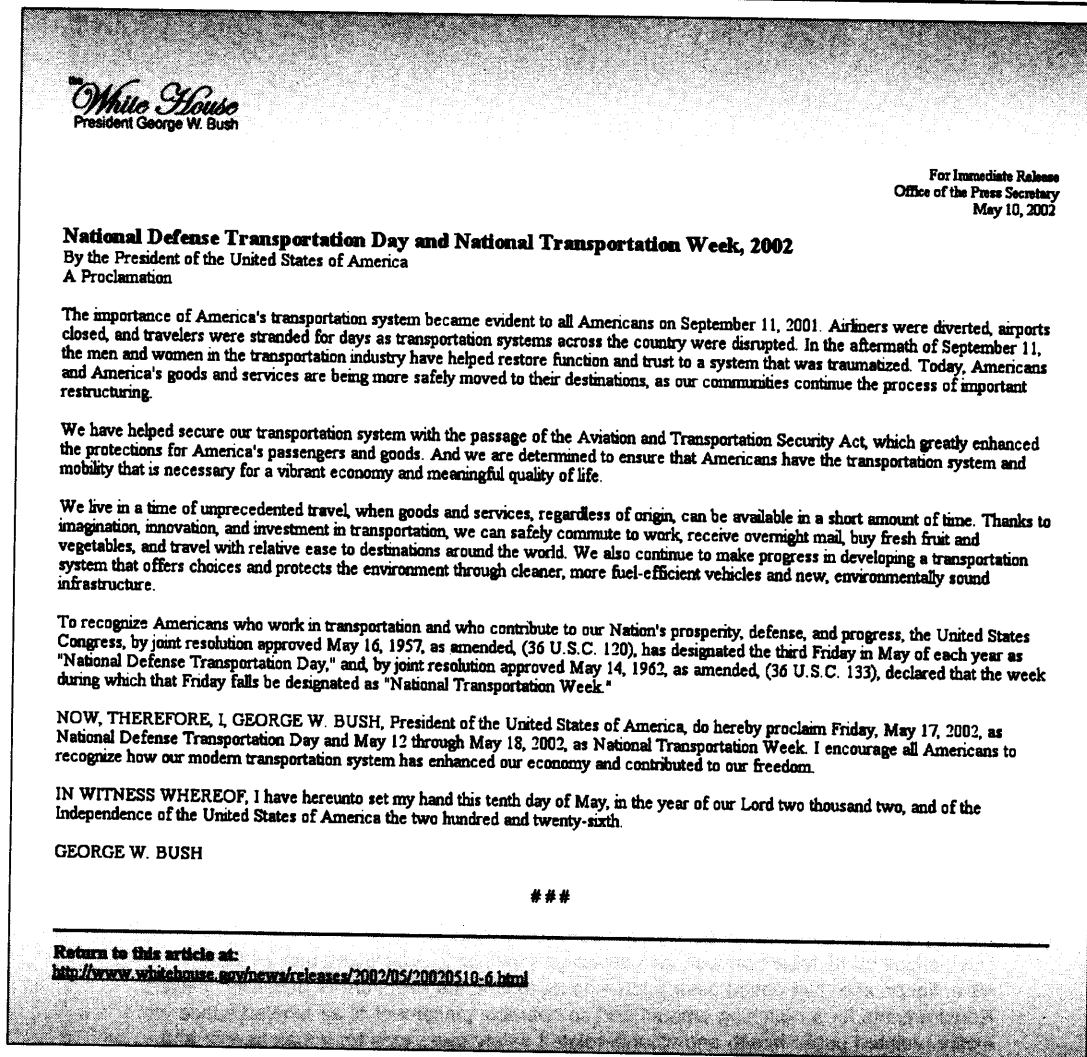 the
White House
President George W. Bush
For Immediate Release
Office of the Press Secretary
May 10, 2002
National Defense Transportation Day and National Transportation Week, 2002
By the President of the United States of America
A Proclamation
The importance of America's transportation system became evident to all Americans on September 11, 2001. Airliners were diverted, airports
closed, and travelers were stranded for days as transportation systems across the country were disrupted. In the aftermath of September 11,
the men and women in the transportation industry have helped restore function and trust to a system that was traumatized. Today, Americans
and America's goods and services are being more safely moved to their destinations, as our communities continue the process of important
restructuring.
We have helped secure our transportation system with the passage of the Aviation and Transportation Security Act, which greatly enhanced
the protections for America's passengers and goods. And we are determined to ensure that Americans have the transportation system and
mobility that is necessary for a vibrant economy and meaningful quality of life.
We live in a time of unprecedented travel, when goods and services, regardless of origin, can be available in a short amount of time. Thanks to
imagination, innovation, and investment in transportation, we can safely commute to work, receive overnight mail, buy fresh fruit and
vegetables, and travel with relative ease to destinations around the world. We also continue to make progress in developing a transportation
system that offers choices and protects the environment through cleaner, more fuel-efficient vehicles and new, environmentally sound
infrastructure.
To recognize Americans who work in transportation and who contribute to our Nation's prosperity, defense, and progress, the United States
Congress, by joint resolution approved May 16, 1957, as amended, (36 U.S.C. 120), has designated the third Friday in May of each year as
"National Defense Transportation Day," and, by joint resolution approved May 14, 1962, as amended, (36 U.S.C. 133), declared that the week
during which that Friday falls be designated as "National Transportation Week."
NOW, THEREFORE, I, GEORGE W. BUSH, President of the United States of America, do hereby proclaim Friday, May 17, 2002, as
National Defense Transportation Day and May 12 through May 18, 2002, as National Transportation Week. I encourage all Americans to
recognize how our modern transportation system has enhanced our economy and contributed to our freedom.
IN WITNESS WHEREOF, I have hereunto set my hand this tenth day of May, in the year of our Lord two thousand two, and of the
Independence of the United States of America the two hundred and twenty-sixth.
GEORGE W. BUSH
# # #
Return to this article at:
http://www.whitehouse.gov/news/releases/2002/05/20020510-6.html